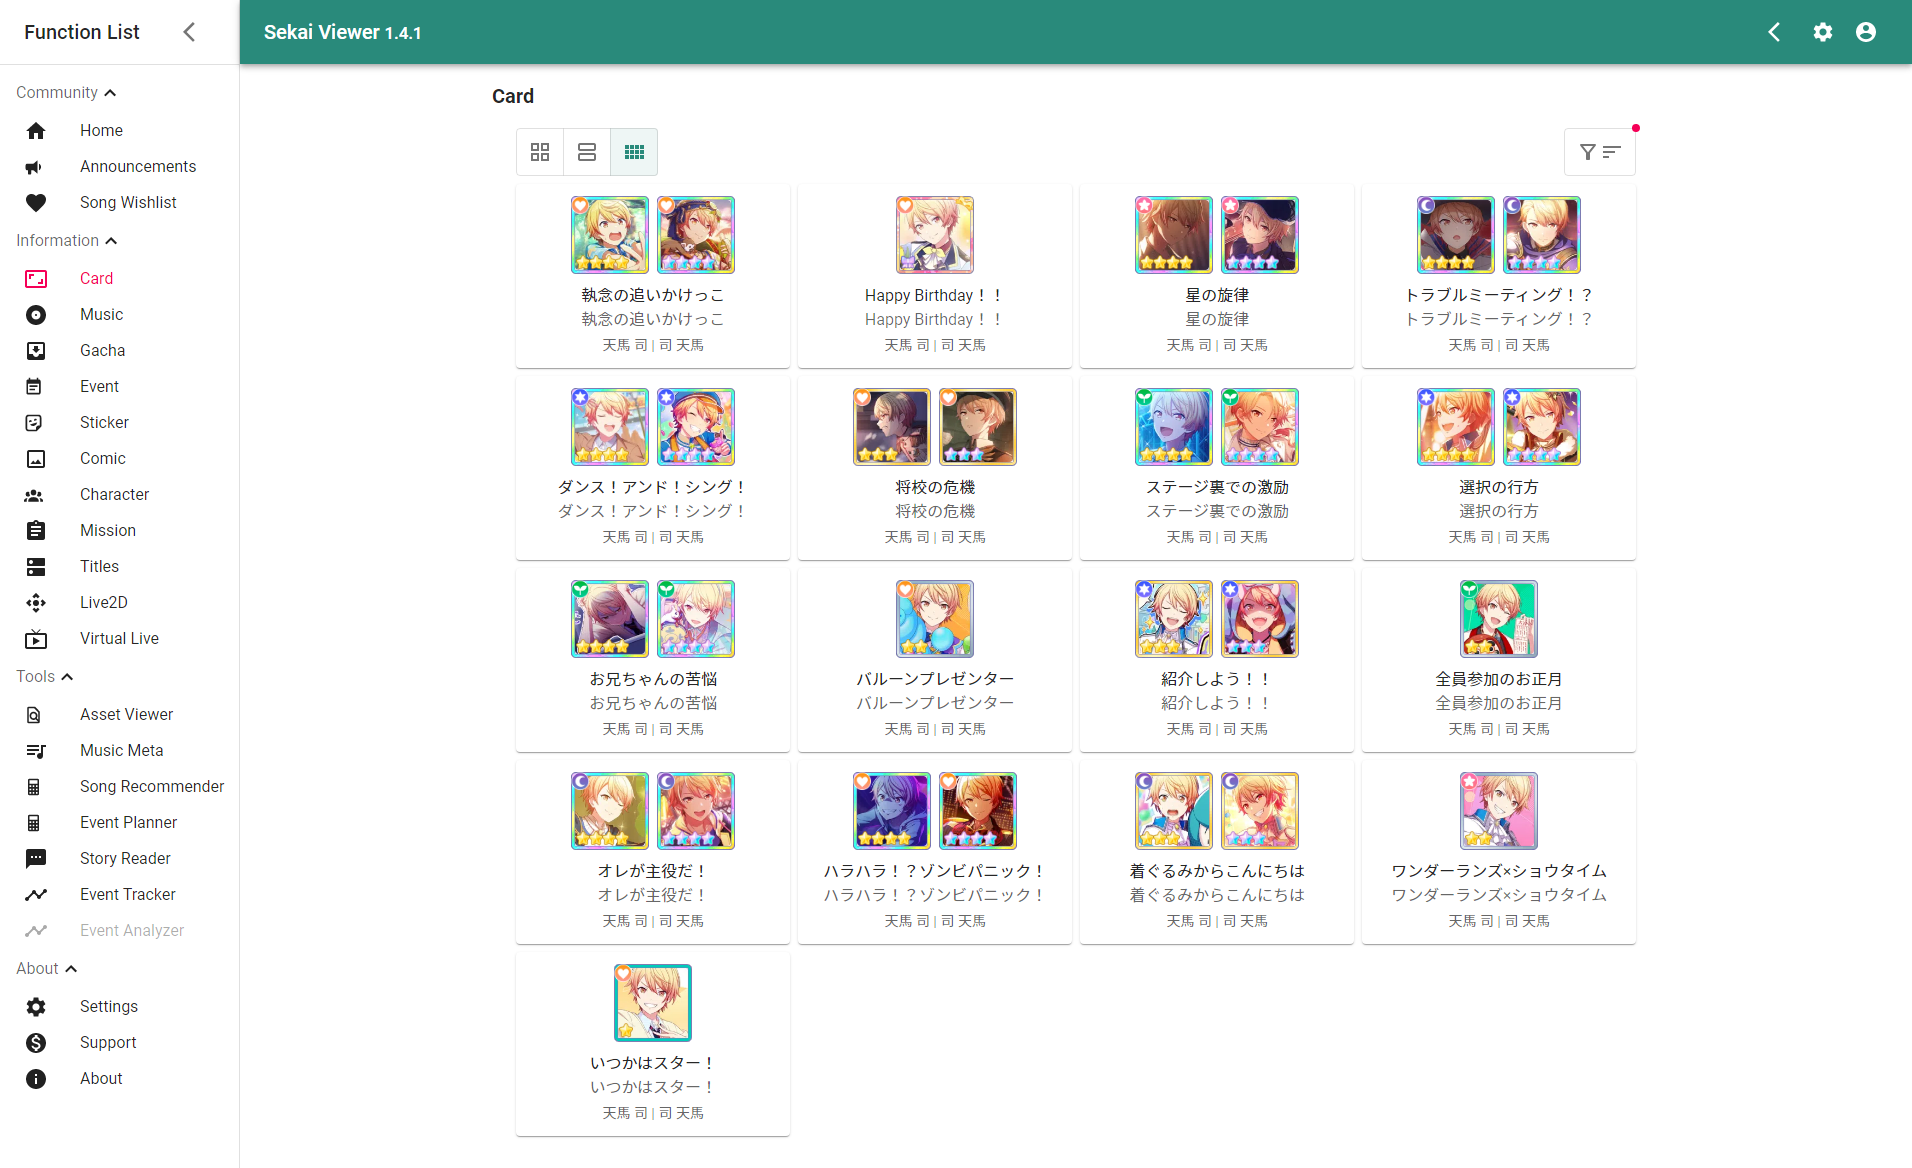 Function List
Sekai Viewer 1.4.1
Community
Home
Announcements
Song Wishlist
Information
Card
Music
Gacha
Event
Sticker
Comic
Character
Mission
Titles
Live2D
Virtual Live
Tools
Asset Viewer
Music Meta
Song Recommender
Event Planner
Story Reader
Event Tracker
Event Analyzer
About
Settings
Support
About
Card
執念の追いかけっこ
執念の追いかけっこ
天馬 司 | 司 天馬
Happy Birthday！！
Happy Birthday！！
天馬 司 | 司 天馬
星の旋律
星の旋律
天馬 司 | 司 天馬
トラブルミーティング！？
トラブルミーティング！？
天馬 司 | 司 天馬
ダンス！アンド！シング！
ダンス！アンド！シング！
天馬 司 | 司 天馬
将校の危機
将校の危機
天馬 司 | 司 天馬
ステージ裏での激励
ステージ裏での激励
天馬 司 | 司 天馬
選択の行方
選択の行方
天馬 司 | 司 天馬
お兄ちゃんの苦悩
お兄ちゃんの苦悩
天馬 司 | 司 天馬
バルーンプレゼンター
バルーンプレゼンター
天馬 司 | 司 天馬
紹介しよう！！
紹介しよう！！
天馬 司 | 司 天馬
全員参加のお正月
全員参加のお正月
天馬 司 | 司 天馬
オレが主役だ！
オレが主役だ！
天馬 司 | 司 天馬
ハラハラ！？ゾンビパニック！
ハラハラ！？ゾンビパニック！
天馬 司 | 司 天馬
着ぐるみからこんにちは
着ぐるみからこんにちは
天馬 司 | 司 天馬
ワンダーランズ×ショウタイム
ワンダーランズ×ショウタイム
天馬 司 | 司 天馬
いつかはスター！
いつかはスター！
天馬 司 | 司 天馬